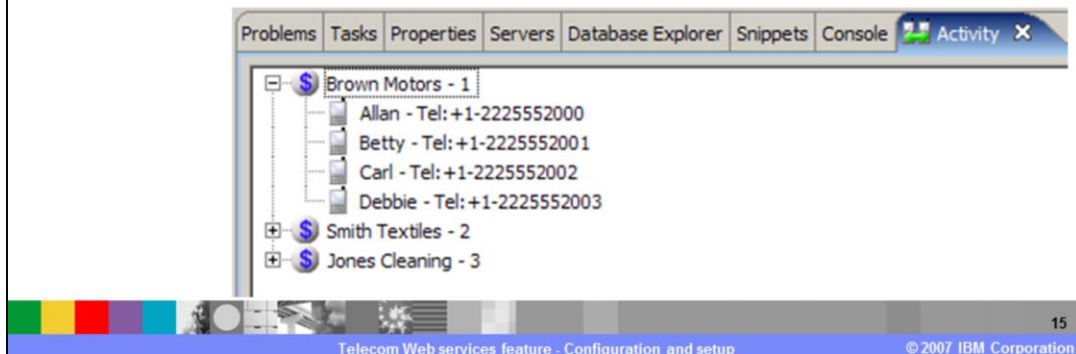 Problems Tasks Properties Servers Database Explorer Snippets Console Activity
$ Brown Motors - 1
Allan - Tel:+1-2225552000
Betty - Tel:+1-2225552001
Carl - Tel:+1-2225552002
Debbie - Tel:+1-2225552003
$ Smith Textiles - 2
$ Jones Cleaning - 3
15
Telecom Web services feature - Configuration and setup © 2007 IBM Corporation